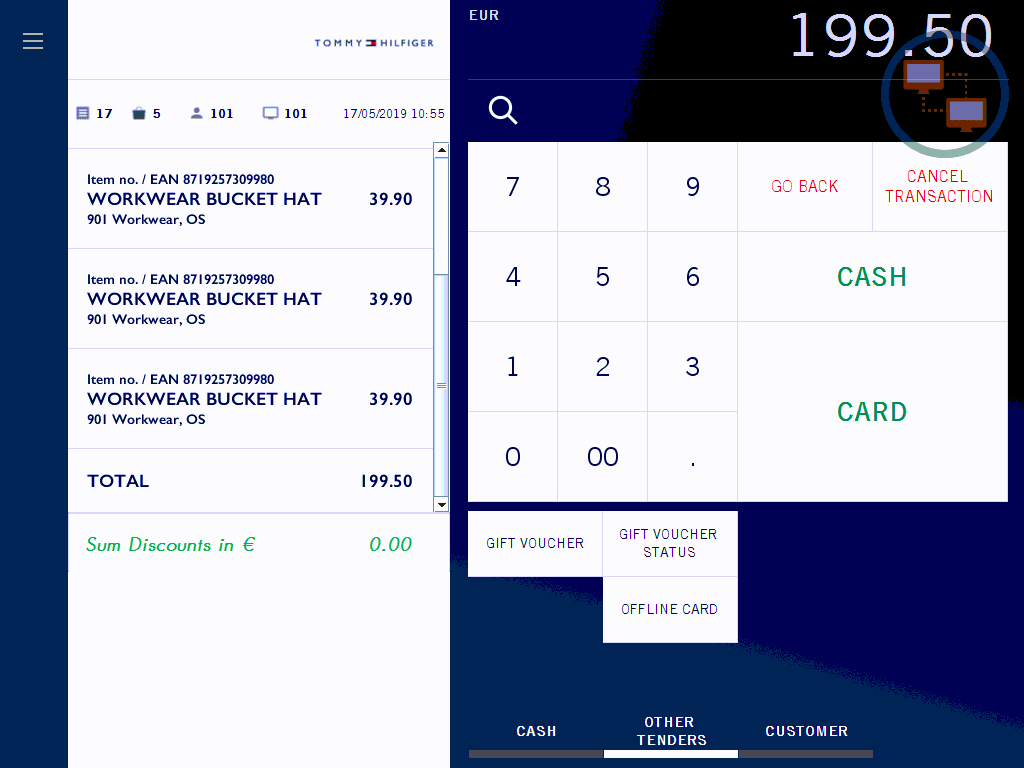 TOMMY HILFIGER
17 5 101 101 17/05/2019 10:55
Item no. / EAN 8719257309980
WORKWEAR BUCKET HAT 39.90
901 Workwear, OS
Item no. / EAN 8719257309980
WORKWEAR BUCKET HAT 39.90
901 Workwear, OS
Item no. / EAN 8719257309980
WORKWEAR BUCKET HAT 39.90
901 Workwear, OS
TOTAL 199.50
Sum Discounts in € 0.00
EUR
199.50
7 8 9
GO BACK
CANCEL
TRANSACTION
4 5 6
CASH
1 2 3
CARD
0 00 .
GIFT VOUCHER
GIFT VOUCHER
STATUS
OFFLINE CARD
CASH
OTHER
TENDERS
CUSTOMER